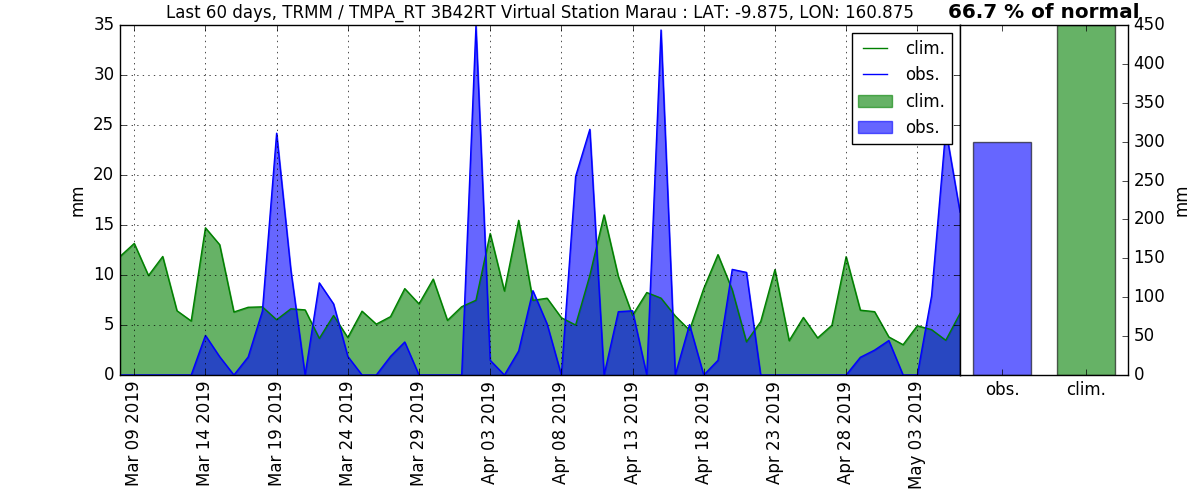 Last 60 days, TRMM / TMPA_RT 3B42RT Virtual Station Marau : LAT: -9.875, LON: 160.875
66.7 % of normal
35
30
25
20
15
10
5
0
mm
clim.
obs.
clim.
obs.
450
400
350
300
250
200
150
100
50
0
mm
obs.
clim.
Mar 09 2019
Mar 14 2019
Mar 19 2019
Mar 24 2019
Mar 29 2019
Apr 03 2019
Apr 08 2019
Apr 13 2019
Apr 18 2019
Apr 23 2019
Apr 28 2019
May 03 2019